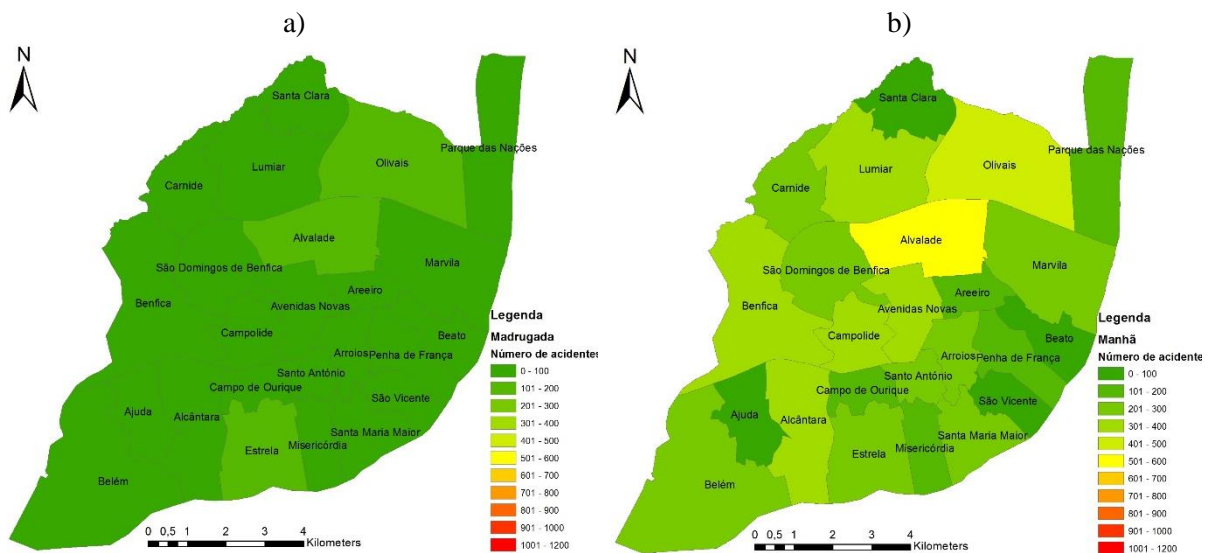 a)
N
Santa Clara
Lumiar
Olivais
Parque das Nações
Carnide
Alvalade
São Domingos de Benfica
Marvila
Benfica
Avenidas Novas
Areeiro
Campolide
Beato
Arroios
Penha de França
Santo António
Campo de Ourique
São Vicente
Ajuda
Alcântara
Estrela
Misericórdia
Santa Maria Maior
Belém
Legenda
Madrugada
Número de acidentes
0 - 100
101 - 200
201 - 300
301 - 400
401 - 500
501 - 600
601 - 700
701 - 800
801 - 900
901 - 1000
1001 - 1200
0 0,5 1 2 3 4
Kilometers
b)
N
Santa Clara
Lumiar
Olivais
Parque das Nações
Carnide
Alvalade
São Domingos de Benfica
Marvila
Benfica
Avenidas Novas
Areeiro
Campolide
Beato
Arroios
Penha de França
Santo António
Campo de Ourique
São Vicente
Ajuda
Alcântara
Estrela
Misericórdia
Santa Maria Maior
Belém
Legenda
Manhã
Número de acidente
0 - 100
101 - 200
201 - 300
301 - 400
401 - 500
501 - 600
601 - 700
701 - 800
801 - 900
901 - 1000
1001 - 1200
0 0,5 1 2 3 4
Kilometers